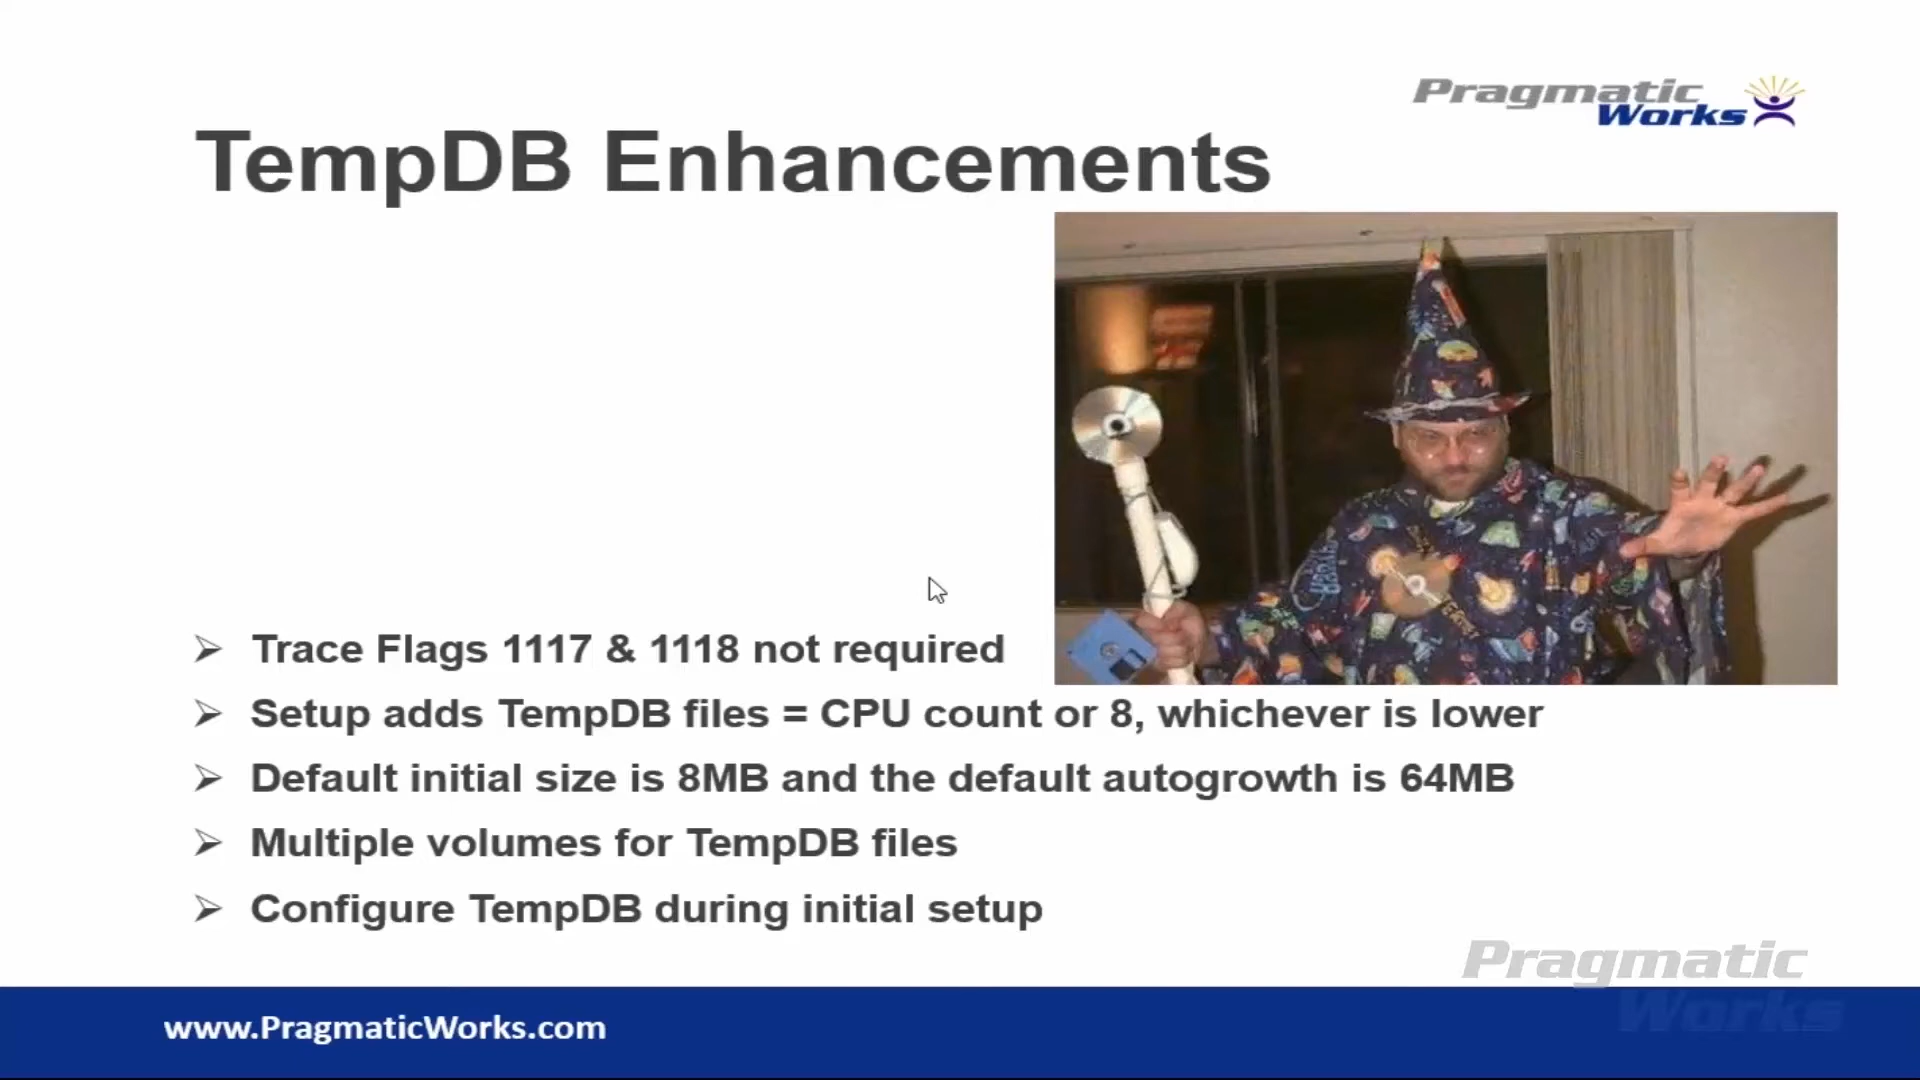 Pragmatic
Works
TempDB Enhancements
Trace Flags 1117 & 1118 not required
Setup adds TempDB files = CPU count or 8, whichever is lower
Default initial size is 8MB and the default autogrowth is 64MB
Multiple volumes for TempDB files
Configure TempDB during initial setup
Pragmatic
Works
www.PragmaticWorks.com